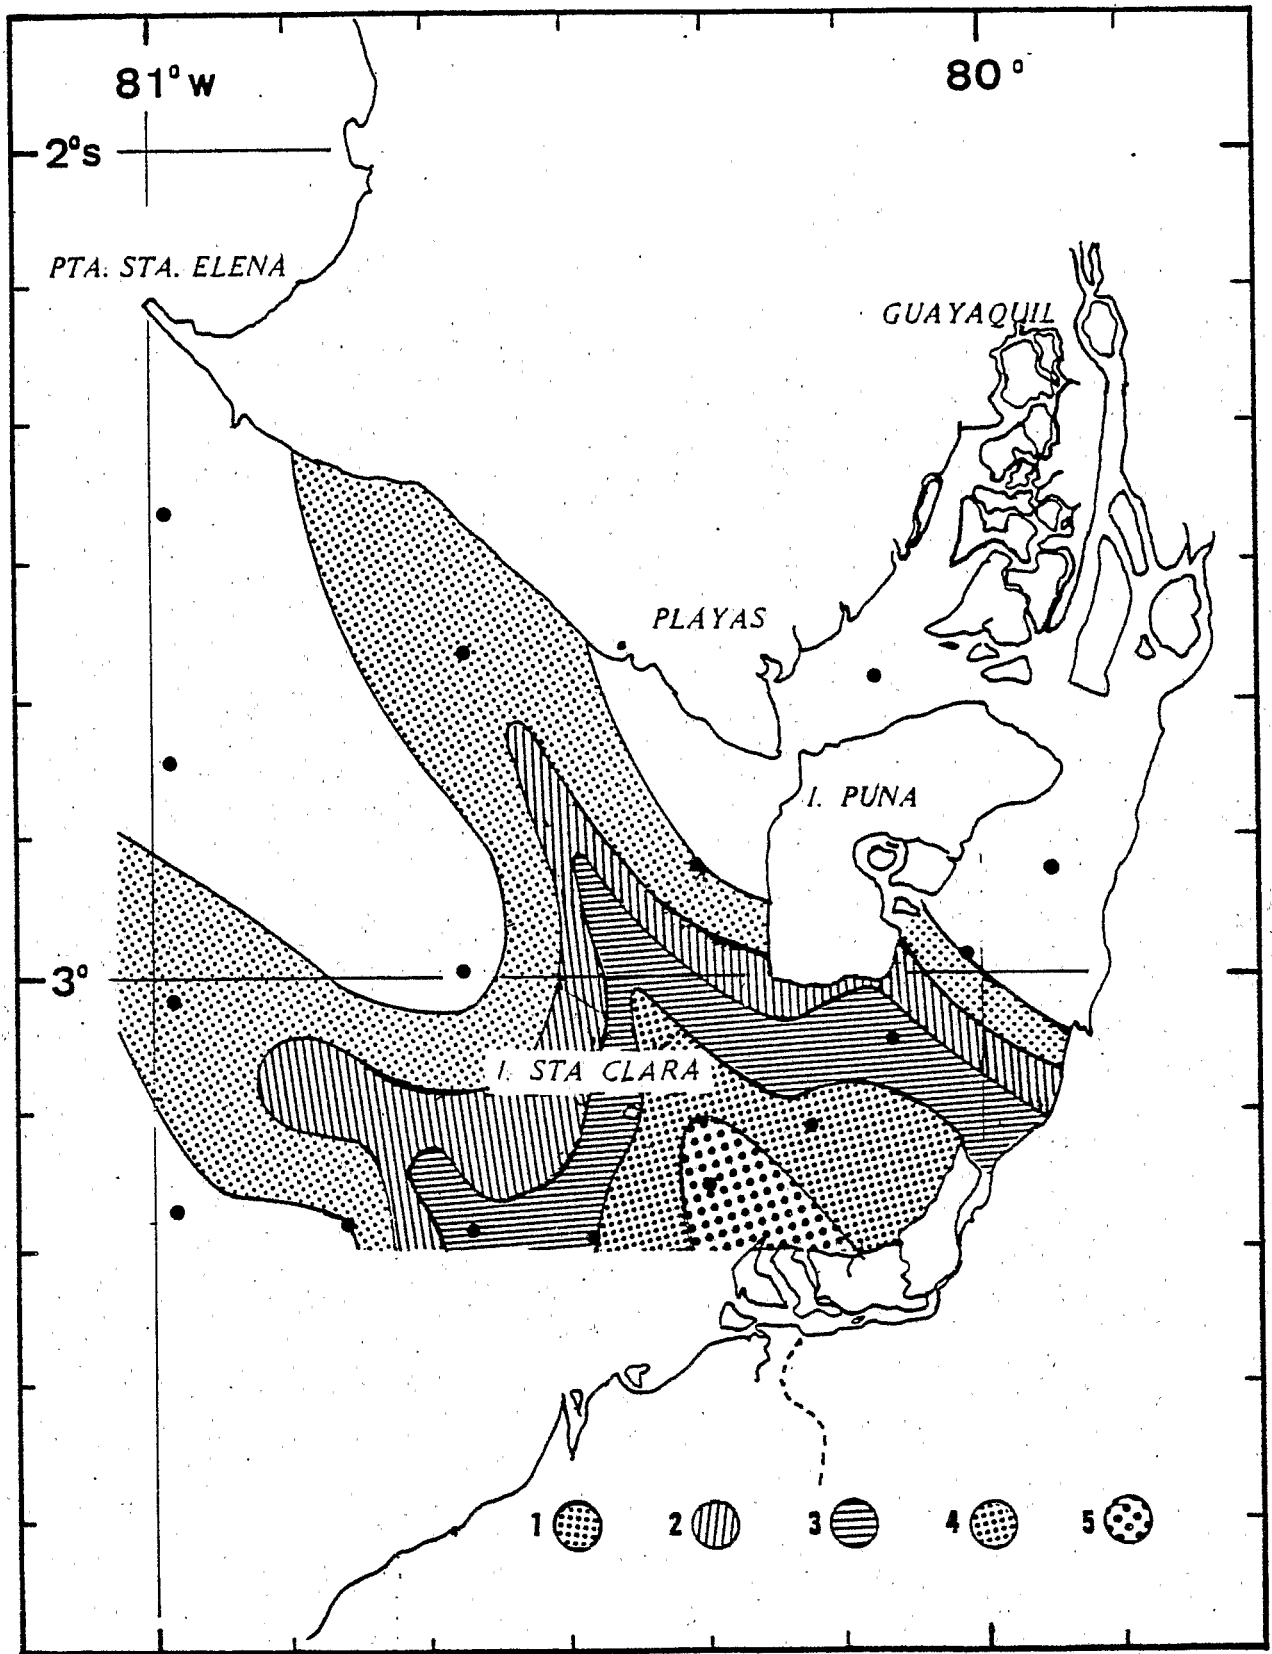 81° W 80°
2°S
PTA. STA. ELENA
GUAYAQUIL
PLAYAS
I. PUNA
3°
I. STA CLARA
1 2 3 4 5